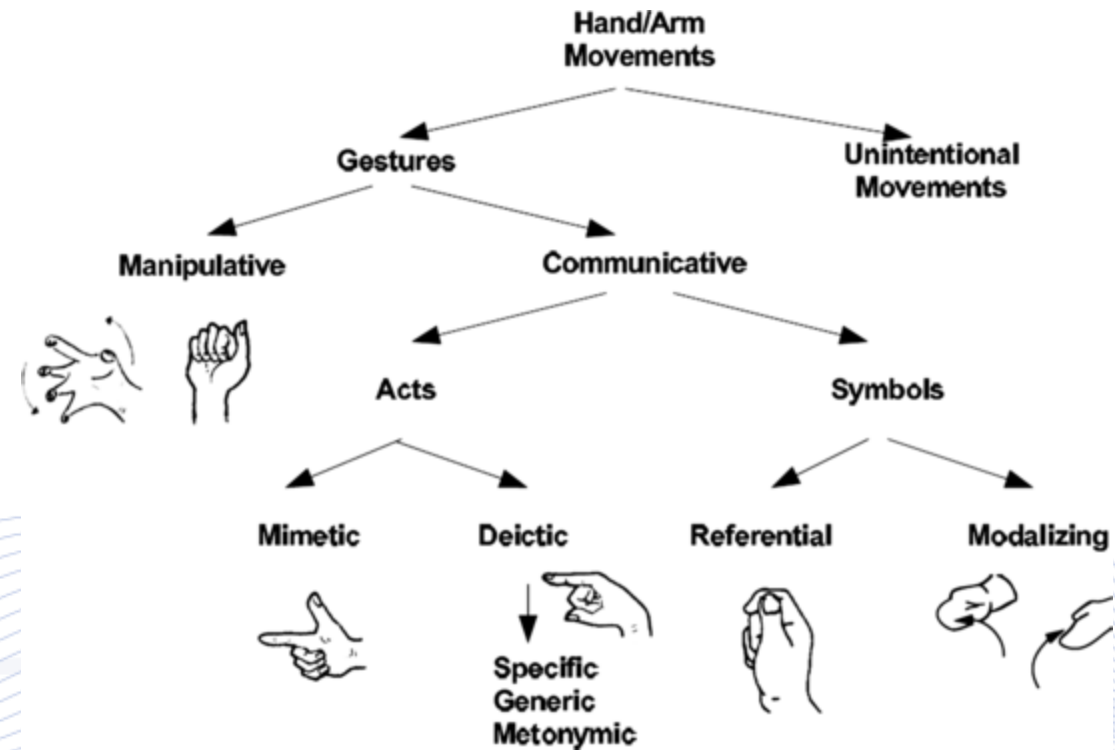 Hand/Arm
Movements
Gestures
Unintentional
Movements
Manipulative
Communicative
Acts
Symbols
Mimetic
Deictic
Referential
Modalizing
Specific
Generic
Metonymic